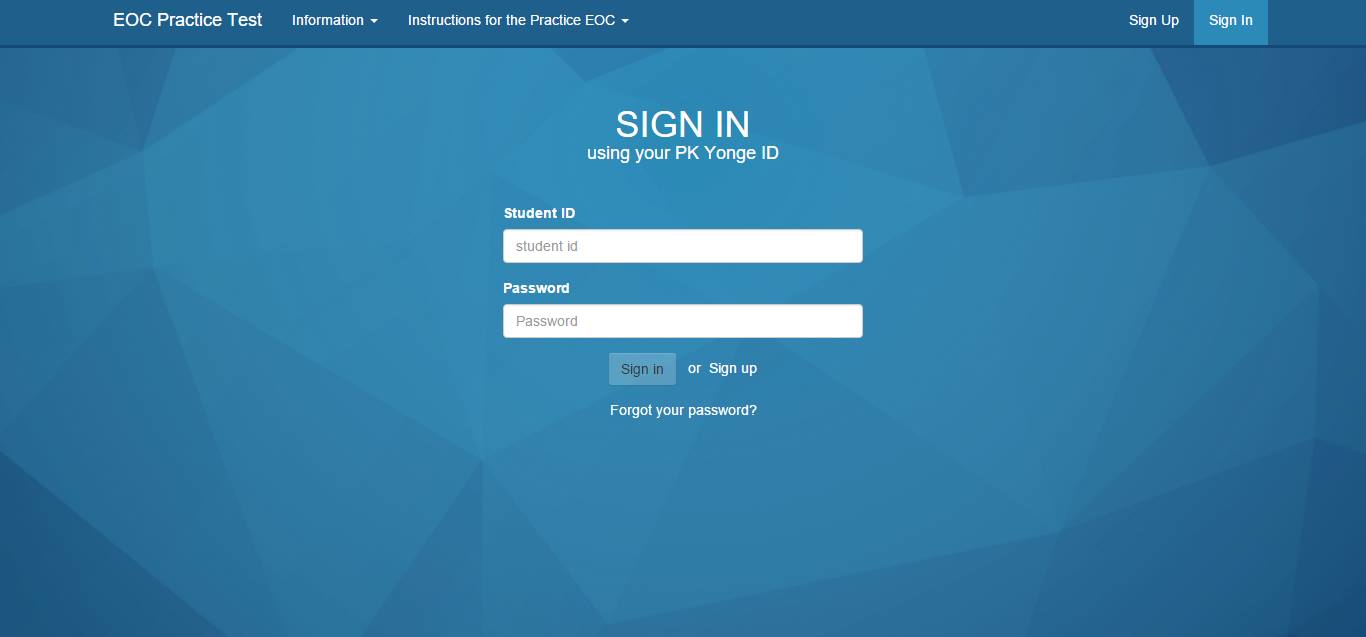 EOC Practice Test Information Instructions for the Practice EOC Sign Up Sign In
SIGN IN
using your PK Yonge ID
Student ID
student id
Password
Password
Sign in or Sign up
Forgot your password?